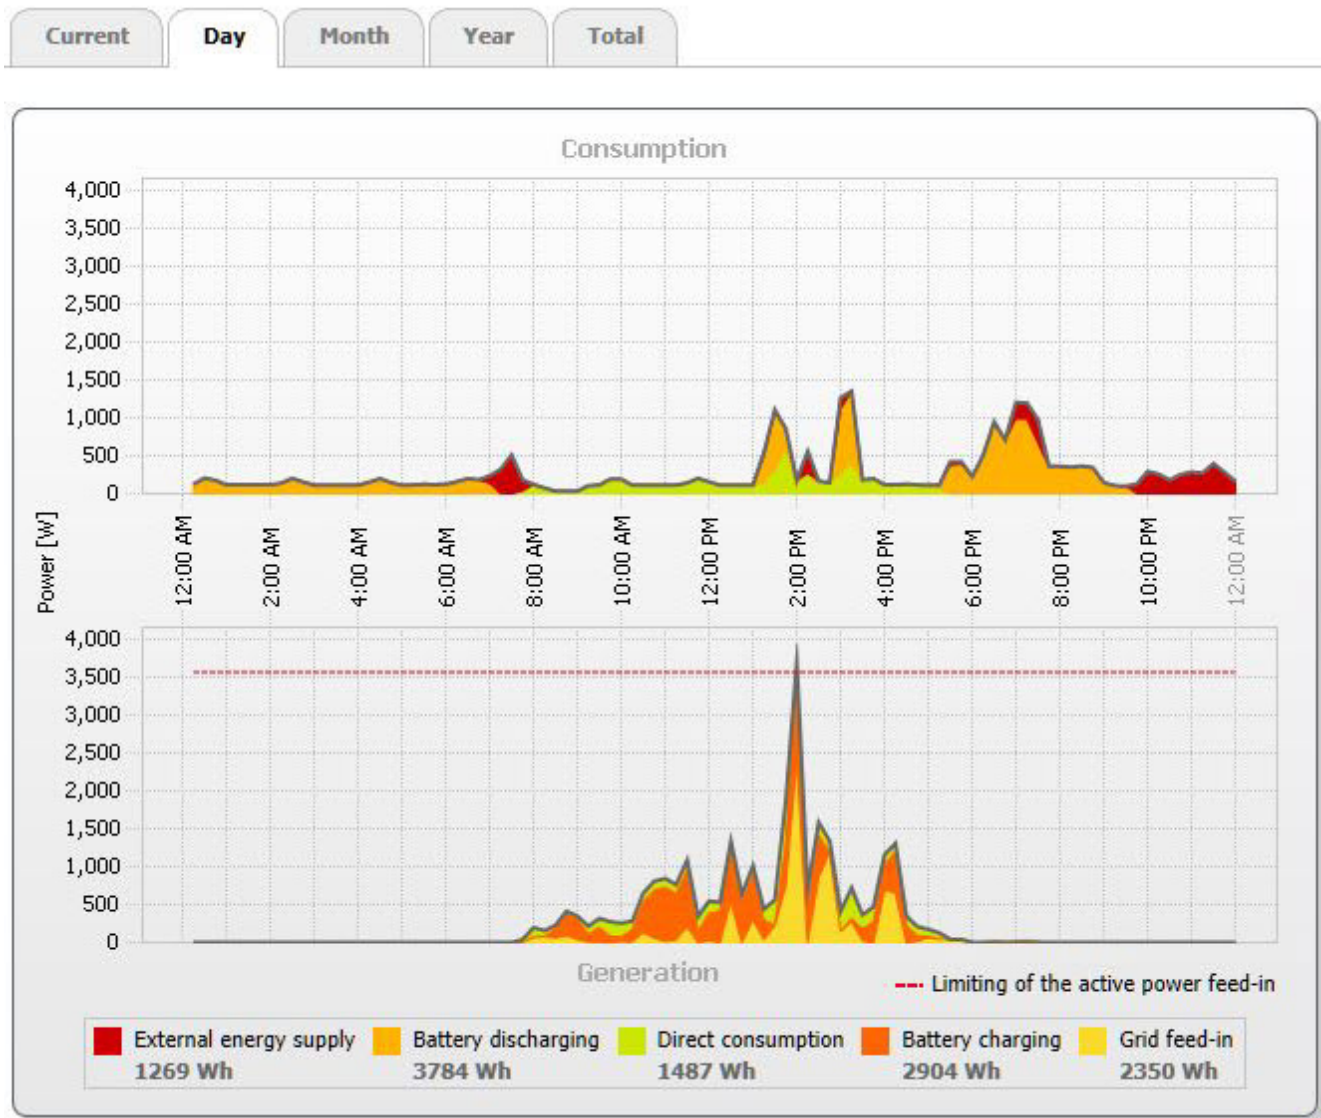 Current Day Month Year Total
Consumption
4,000
3,500
3,000
2,500
2,000
1,500
1,000
500
0
Power [W]
12:00 AM 2:00 AM 4:00 AM 6:00 AM 8:00 AM 10:00 AM 12:00 PM 2:00 PM 4:00 PM 6:00 PM 8:00 PM 10:00 PM 12:00 AM
4,000
3,500
3,000
2,500
2,000
1,500
1,000
500
0
Generation
Limiting of the active power feed-in
External energy supply Battery discharging Direct consumption Battery charging Grid feed-in
1269 Wh 3784 Wh 1487 Wh 2904 Wh 2350 Wh